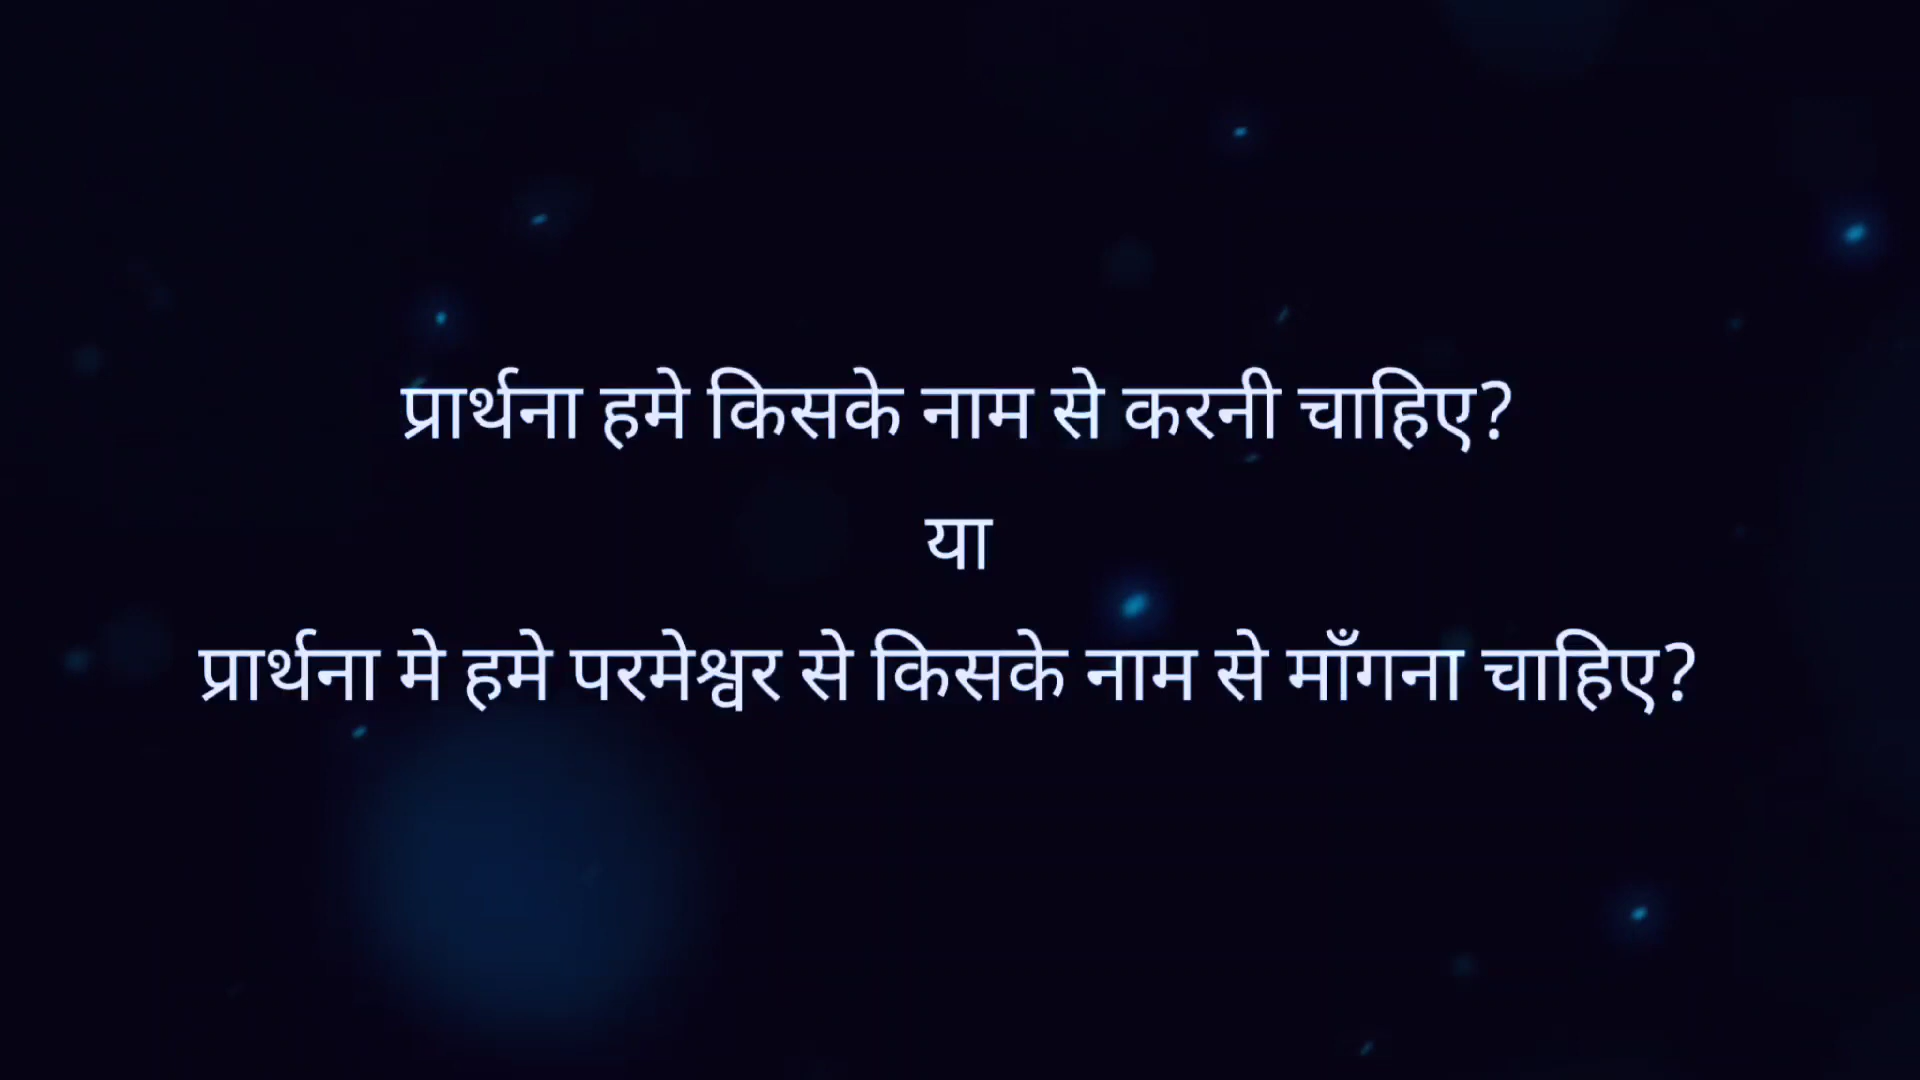 प्रार्थना हमे किसके नाम से करनी चाहिए?
या
प्रार्थना मे हमे परमेश्वर से किसके नाम से माँगना चाहिए?